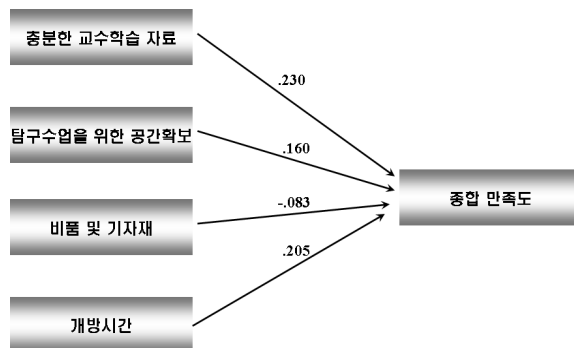 충분한 교수학습 자료
.230
탐구수업을 위한 공간확보
.160
종합 만족도
-.083
비품 및 기자재
.205
개방시간